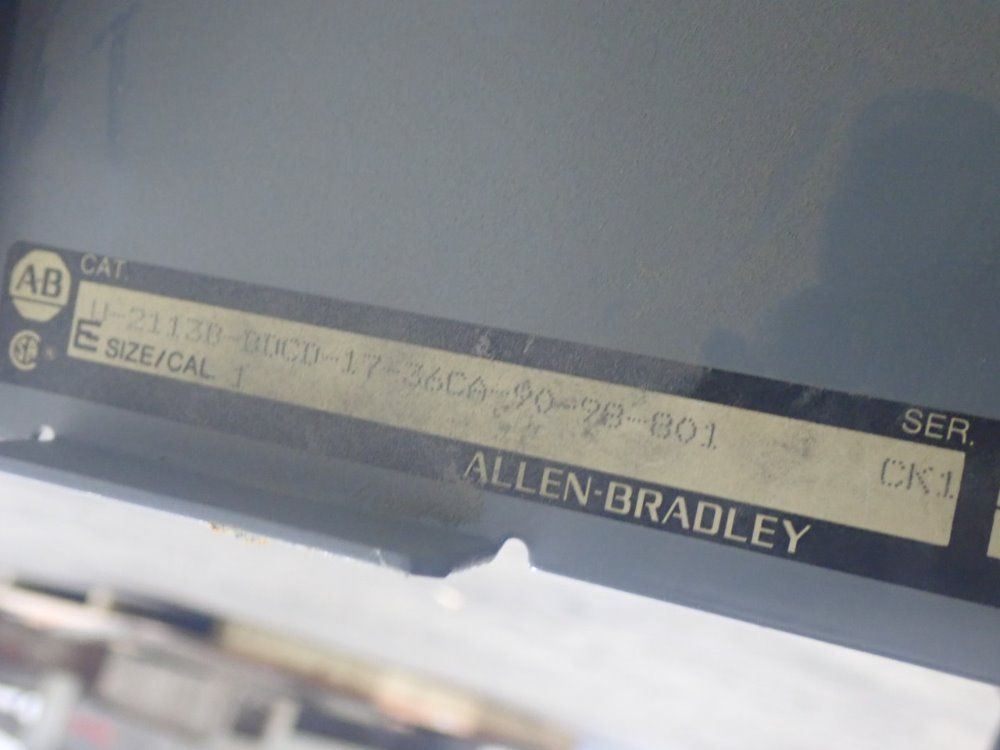 AB
CAT.
U-2113B-BDCD-17-36CA-90-98-801
E SIZE/CAL. 1
SER.
CK1
ALLEN-BRADLEY